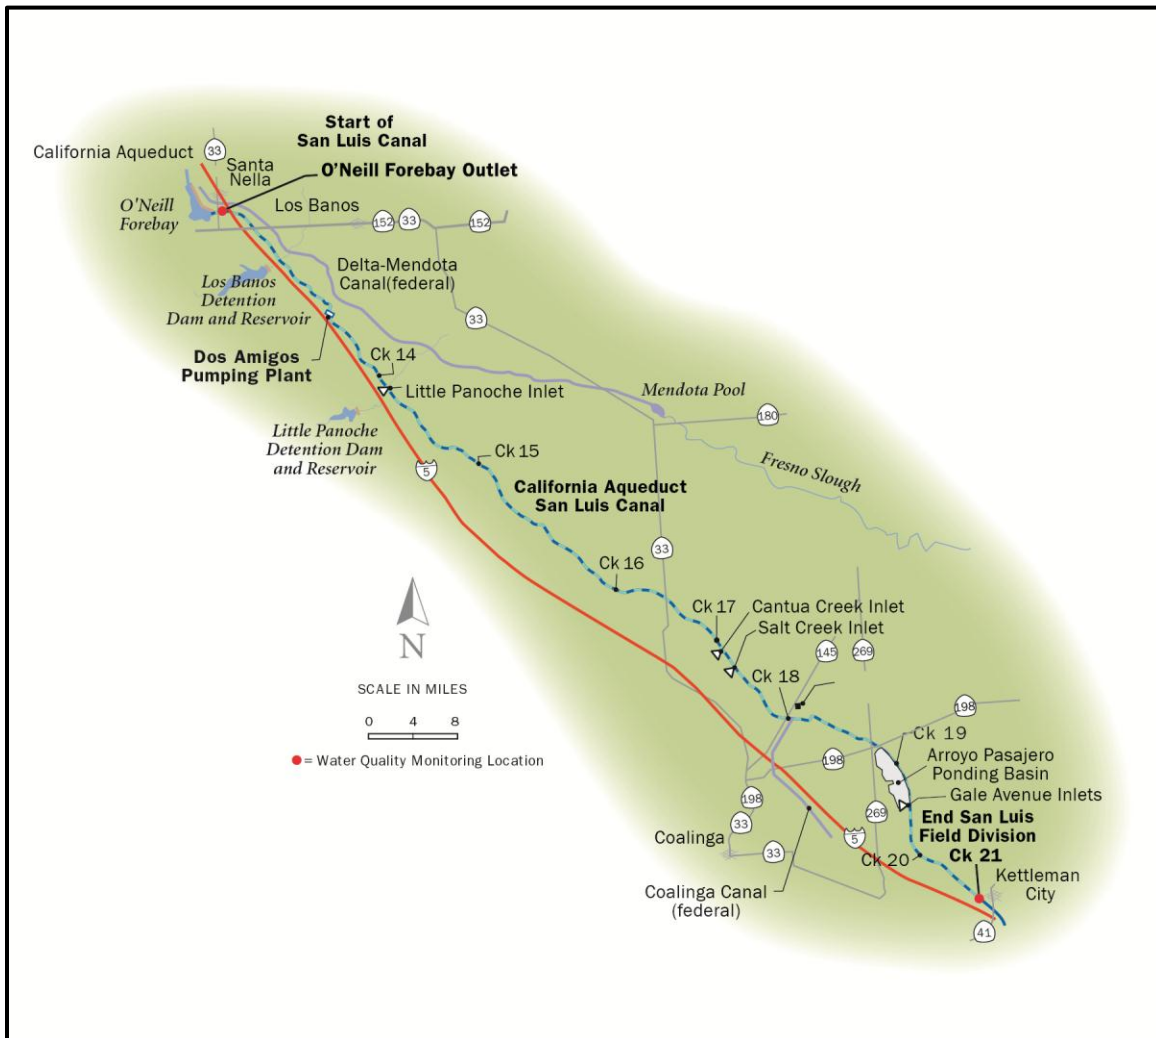 Start of
San Luis Canal
California Aqueduct
33
Santa
Nella
O'Neill Forebay Outlet
O'Neill
Forebay
Los Banos
152
33
152
Delta-Mendota
Canal(federal)
Los Banos
Detention
Dam and Reservoir
33
Dos Amigos
Pumping Plant
Ck 14
Little Panoche Inlet
Mendota Pool
180
Little Panoche
Detention Dam
and Reservoir
Ck 15
5
Fresno Slough
California Aqueduct
San Luis Canal
33
Ck 16
Ck 17
Cantua Creek Inlet
Salt Creek Inlet
145
269
N
Ck 18
SCALE IN MILES
0 4 8
= Water Quality Monitoring Location
198
Ck 19
198
Arroyo Pasajero
Ponding Basin
Gale Avenue Inlets
198
33
269
End San Luis
Field Division
Ck 21
Coalinga
33
5
Ck 20
Kettleman
City
Coalinga Canal
(federal)
41